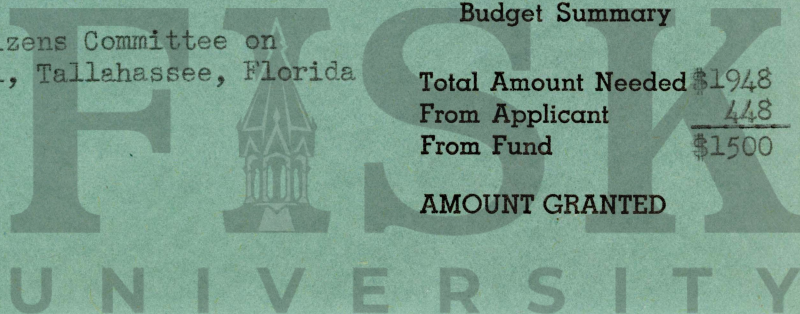 Budget Summary
zens Committee on
, Tallahassee, Florida
Total Amount Needed $1948
From Applicant 448
From Fund $1500
AMOUNT GRANTED
FISK
UNIVERSITY